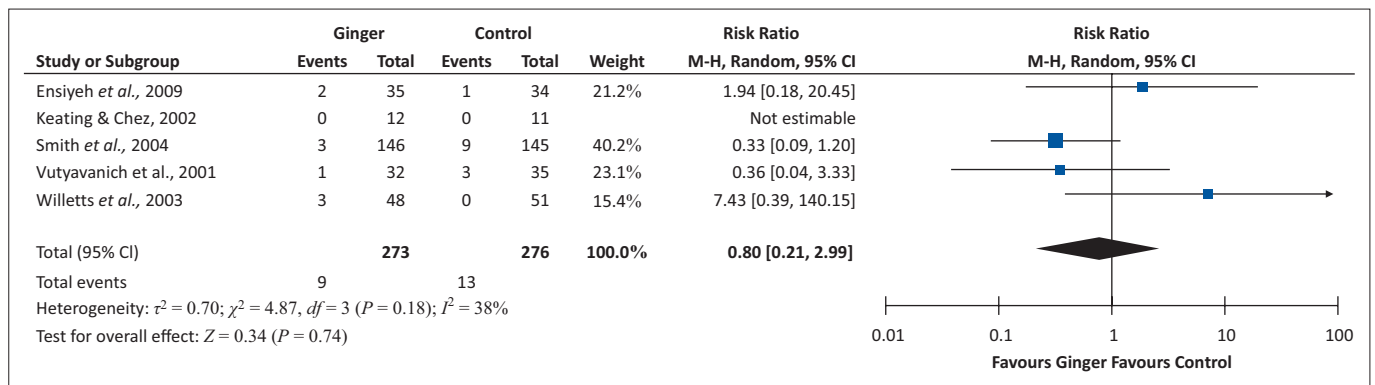 Ginger Control Risk Ratio Risk Ratio
Study or Subgroup Events Total Events Total Weight M-H, Random, 95% CI M-H, Random, 95% CI
Ensiyeh et al., 2009 2 35 1 34 21.2% 1.94 [0.18, 20.45]
Keating & Chez, 2002 0 12 0 11 Not estimable
Smith et al. 2004 3 146 9 145 40.2% 0.33 [0.09, 1.20]
Vutyavanich et al., 2001 1 32 3 35 23.1% 0.36 [0.04, 3.33]
Willetts et al. 2003 3 48 0 51 15.4% 7.43 [0.39, 140.15]
Total (95% Cl) 273 276 100.0% 0.80 [0.21, 2.99]
Total events 9 13
Heterogeneity: τ² = 0.70; χ² = 4.87, df = 3 (P = 0.18); I² = 38%
Test for overall effect: Z = 0.34 (P = 0.74)
0.01 0.1 1 10 100
Favours Ginger Favours Control